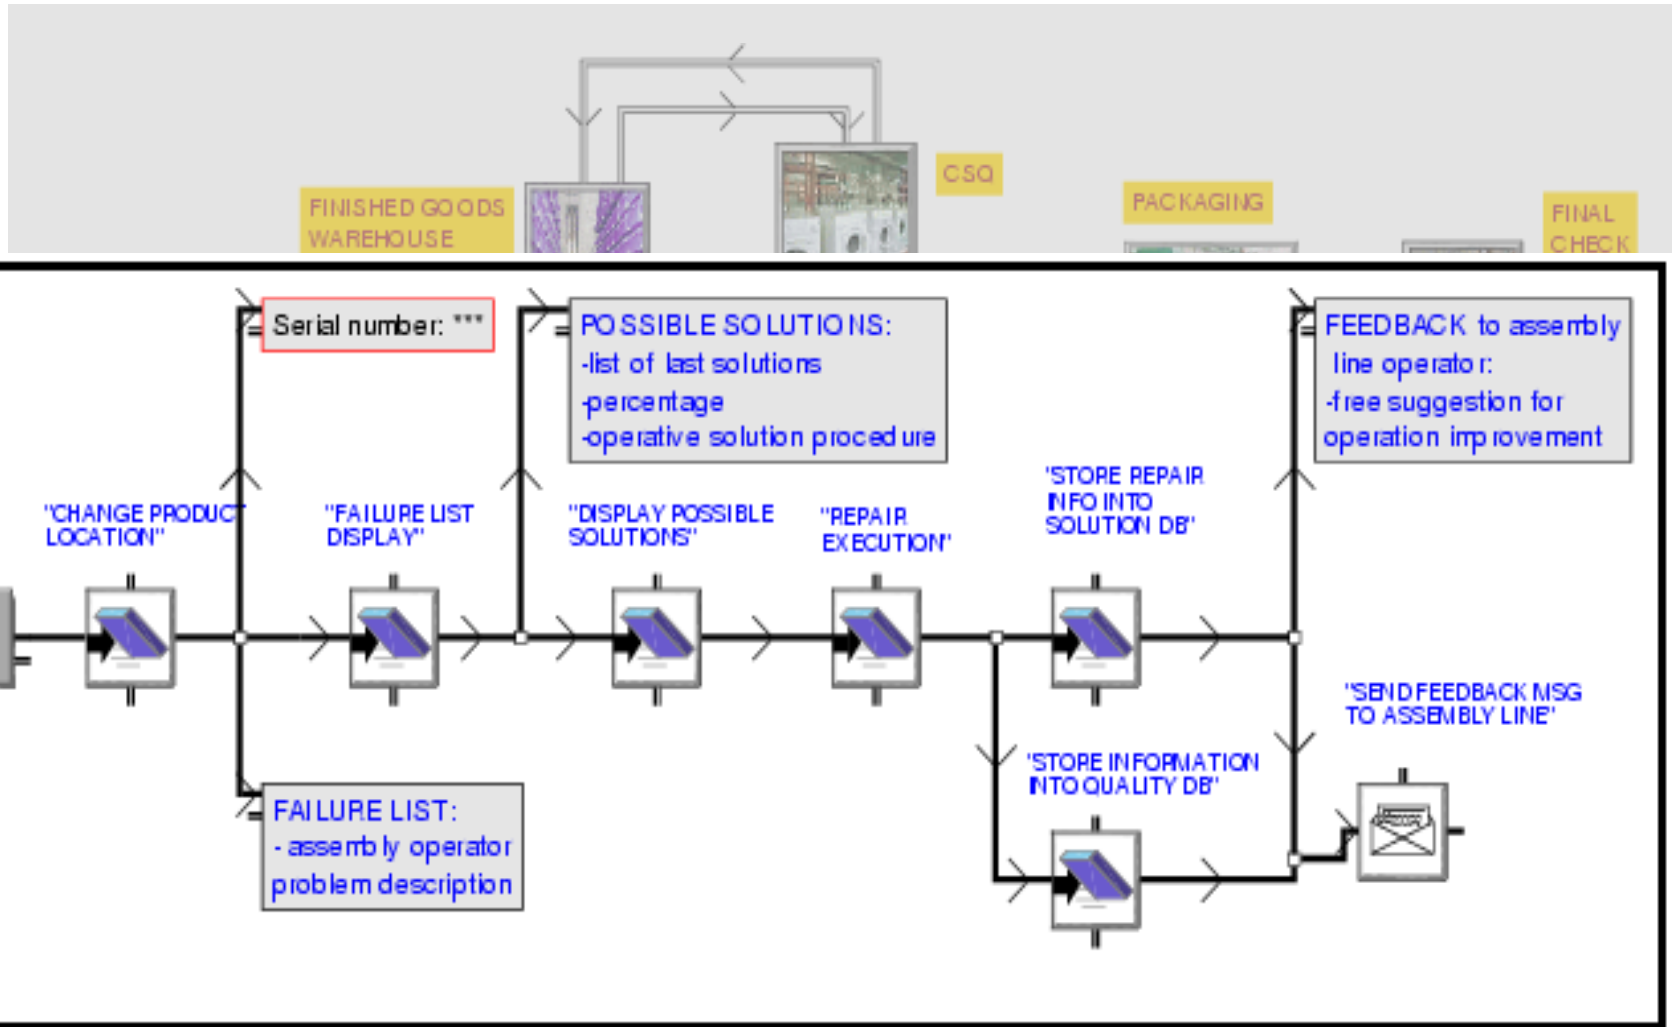 CSQ
PACKAGING
FINISHED GOODS
WAREHOUSE
FINAL
CHECK
Serial number: ***
POSSIBLE SOLUTIONS:
-list of last solutions
-percentage
-operative solution procedure
FEEDBACK to assembly
line operator:
-free suggestion for
operation improvement
"CHANGE PRODUCT
LOCATION"
"FAILURE LIST
DISPLAY"
"DISPLAY POSSIBLE
SOLUTIONS"
"REPAIR
EXECUTION"
"STORE REPAIR
INFO INTO
SOLUTION DB"
"SEND FEEDBACK MSG
TO ASSEMBLY LINE"
"STORE INFORMATION
INTO QUALITY DB"
FAILURE LIST:
- assembly operator
problem description